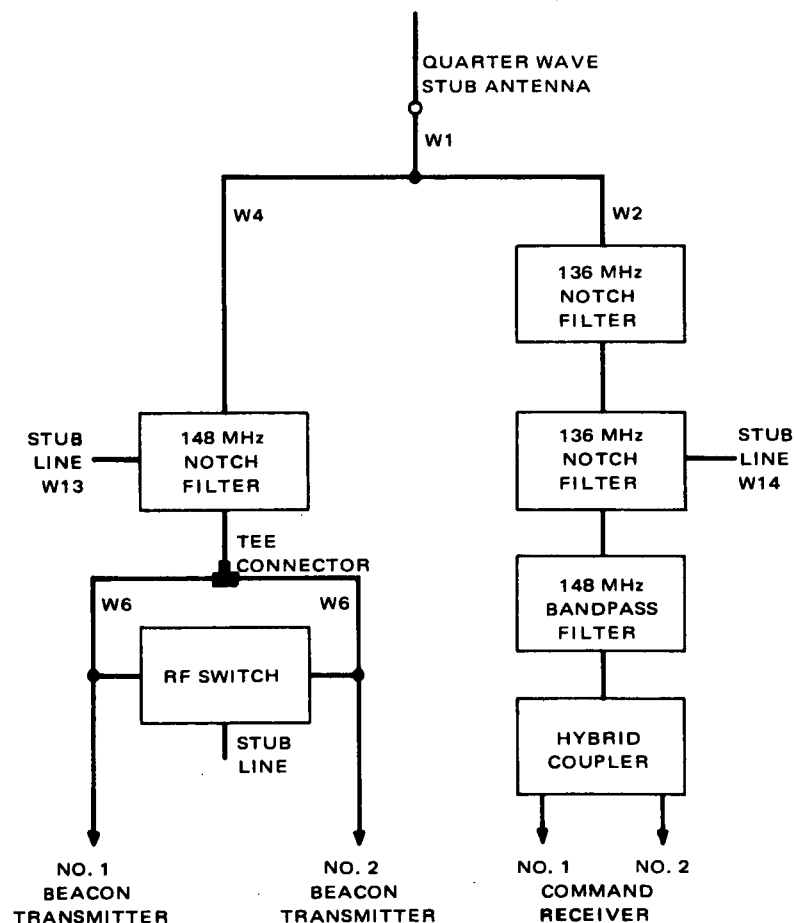 QUARTER WAVE
STUB ANTENNA
W1
W4
W2
136 MHz
NOTCH
FILTER
STUB
LINE
W13
148 MHz
NOTCH
FILTER
136 MHz
NOTCH
FILTER
STUB
LINE
W14
TEE
CONNECTOR
W6
W6
148 MHz
BANDPASS
FILTER
RF SWITCH
STUB
LINE
HYBRID
COUPLER
NO. 1
BEACON
TRANSMITTER
NO. 2
BEACON
TRANSMITTER
NO. 1
NO. 2
COMMAND
RECEIVER